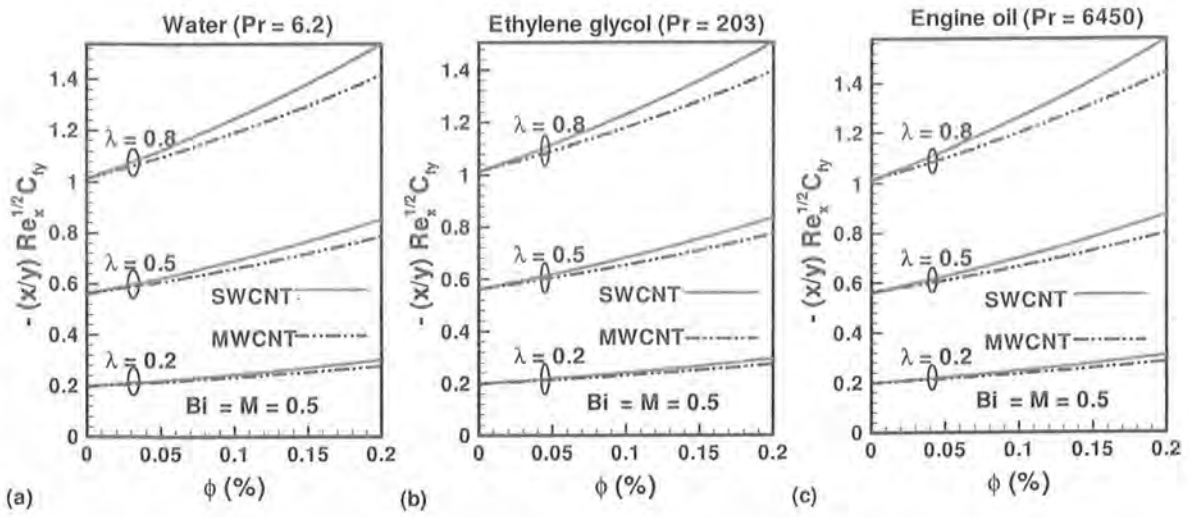 Water (Pr = 6.2)
1.4
1.2
1
0.8
0.6
0.4
0.2
0
λ = 0.8
λ = 0.5
SWCNT
MWCNT
λ = 0.2
Bi = M = 0.5
- (x/y) Re_x^{1/2} C_{fy}
0 0.05 0.1 0.15 0.2
ϕ (%)
(a)
Ethylene glycol (Pr = 203)
1.4
1.2
1
0.8
0.6
0.4
0.2
0
λ = 0.8
λ = 0.5
SWCNT
MWCNT
λ = 0.2
Bi = M = 0.5
- (x/y) Re_x^{1/2} C_{fy}
0 0.05 0.1 0.15 0.2
ϕ (%)
(b)
Engine oil (Pr = 6450)
1.4
1.2
1
0.8
0.6
0.4
0.2
0
λ = 0.8
λ = 0.5
SWCNT
MWCNT
λ = 0.2
Bi = M = 0.5
- (x/y) Re_x^{1/2} C_{fy}
0 0.05 0.1 0.15 0.2
ϕ (%)
(c)